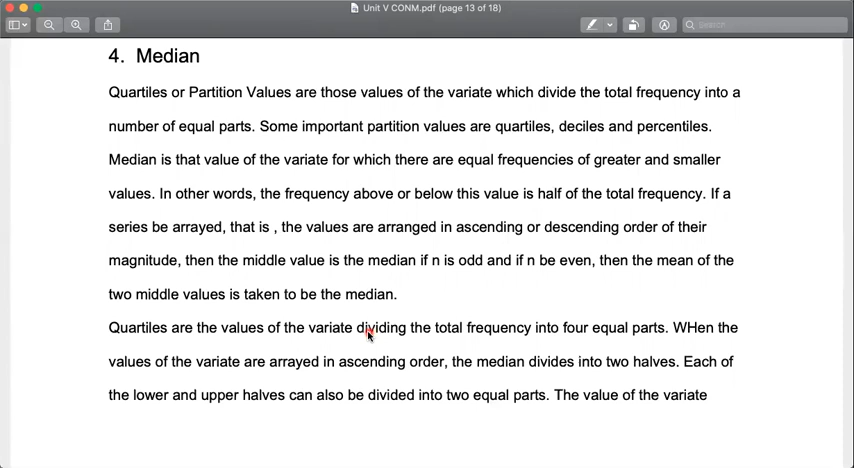 Unit V CONM.pdf (page 13 of 18)
Search
4. Median
Quartiles or Partition Values are those values of the variate which divide the total frequency into a
number of equal parts. Some important partition values are quartiles, deciles and percentiles.
Median is that value of the variate for which there are equal frequencies of greater and smaller
values. In other words, the frequency above or below this value is half of the total frequency. If a
series be arrayed, that is , the values are arranged in ascending or descending order of their
magnitude, then the middle value is the median if n is odd and if n be even, then the mean of the
two middle values is taken to be the median.
Quartiles are the values of the variate dividing the total frequency into four equal parts. WHen the
values of the variate are arrayed in ascending order, the median divides into two halves. Each of
the lower and upper halves can also be divided into two equal parts. The value of the variate